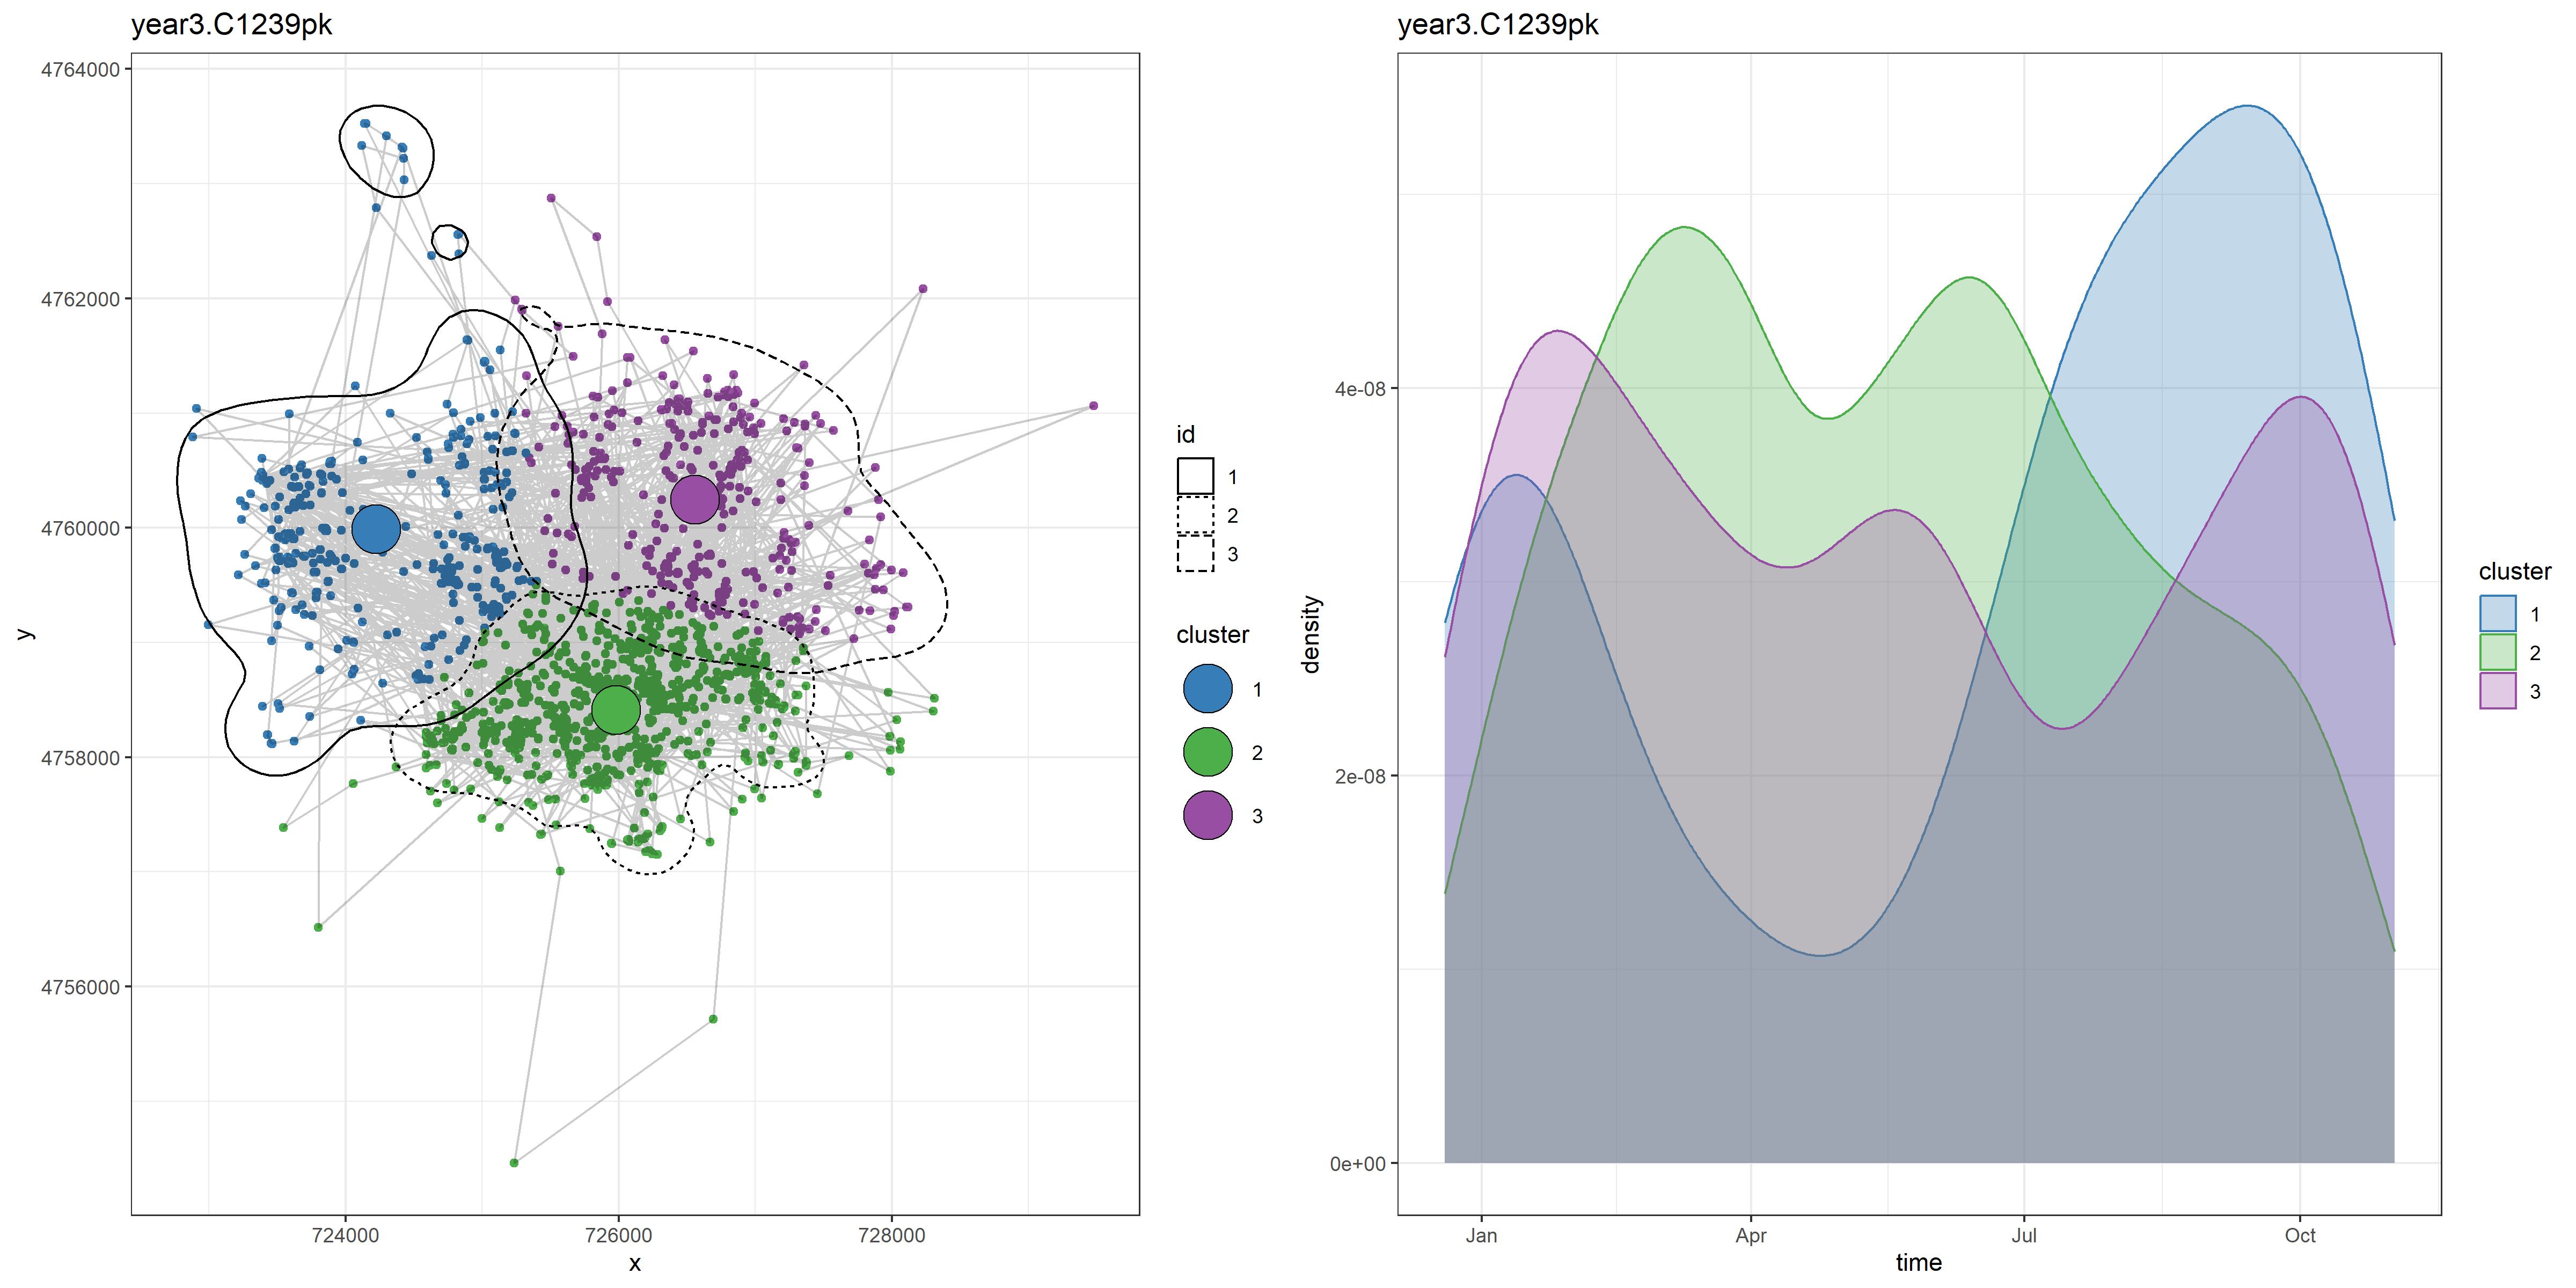 year3.C1239pk
4764000
4762000
4760000
4758000
4756000
y
724000
726000
728000
x
id
1
2
3
cluster
1
2
3
year3.C1239pk
4e-08
2e-08
0e+00
density
Jan
Apr
Jul
Oct
time
cluster
1
2
3